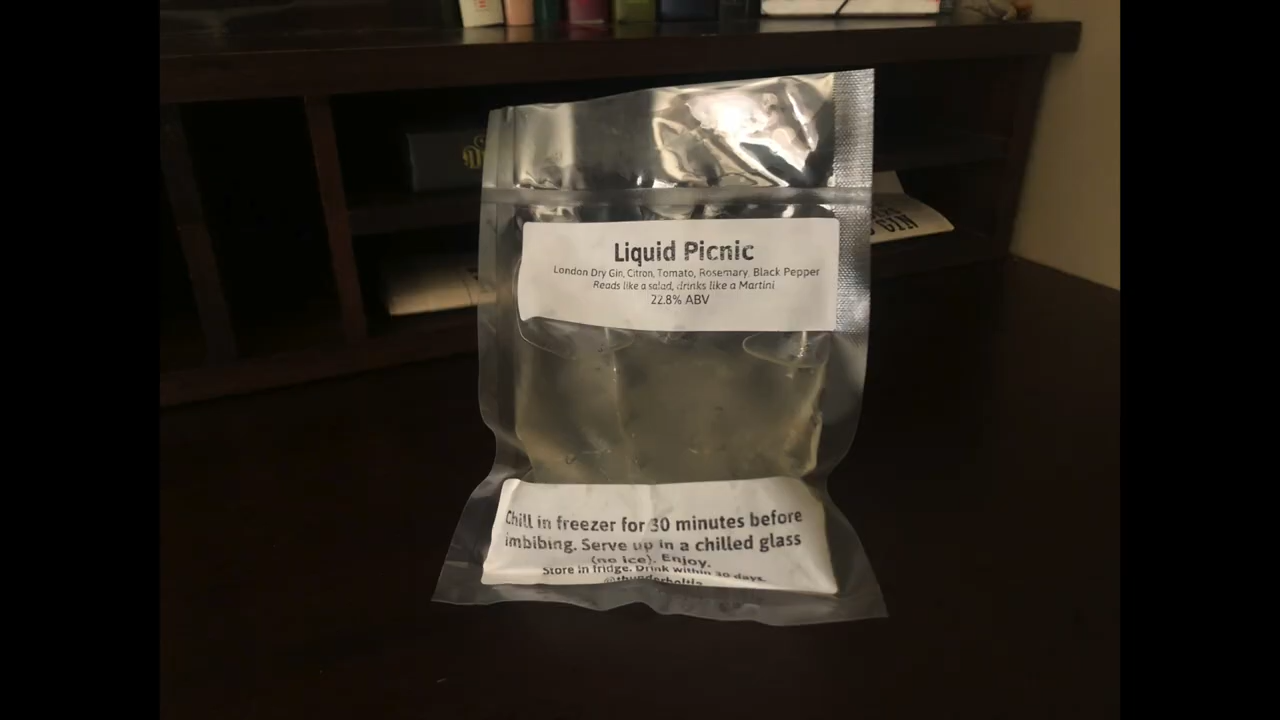 Liquid Picnic
London Dry Gin, Citron, Tomato, Rosemary, Black Pepper
Reads like a salad, drinks like a Martini
22.8% ABV
Chill in freezer for 30 minutes before
imbibing. Serve up in a chilled glass
(no ice). Enjoy.
Store in fridge. Drink within 30 days.
@thunderboltla